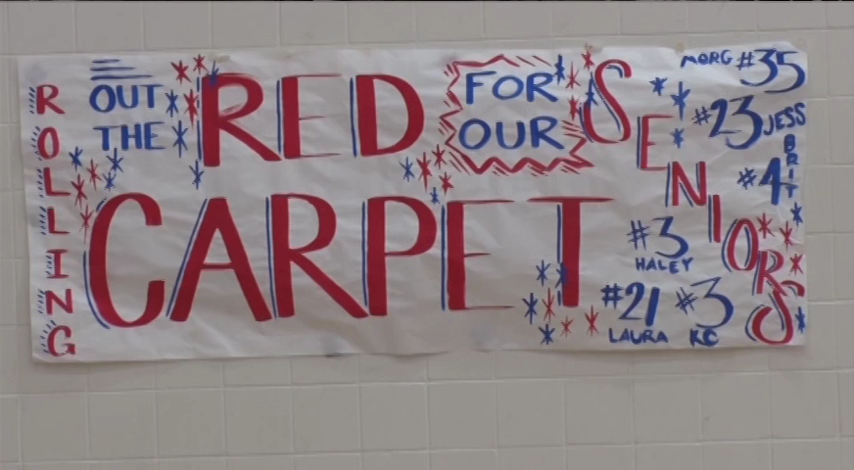 ROLLING
OUT
THE
RED
CARPET
FOR
OUR
SENIORS
MORG #35
#23 JESS
#4 BRIT
#3
HALEY
#21
LAURA
#3
KC